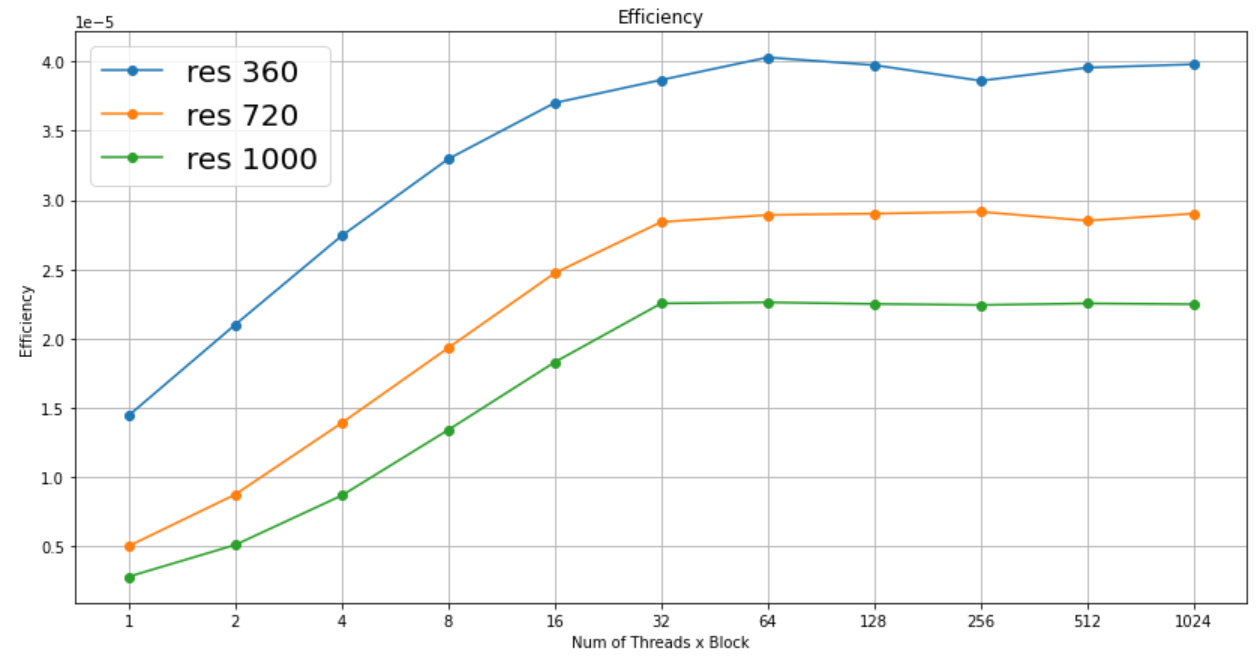 Efficiency
1e−5
res 360
res 720
res 1000
4.0
3.5
3.0
2.5
2.0
1.5
1.0
0.5
Efficiency
1 2 4 8 16 32 64 128 256 512 1024
Num of Threads x Block